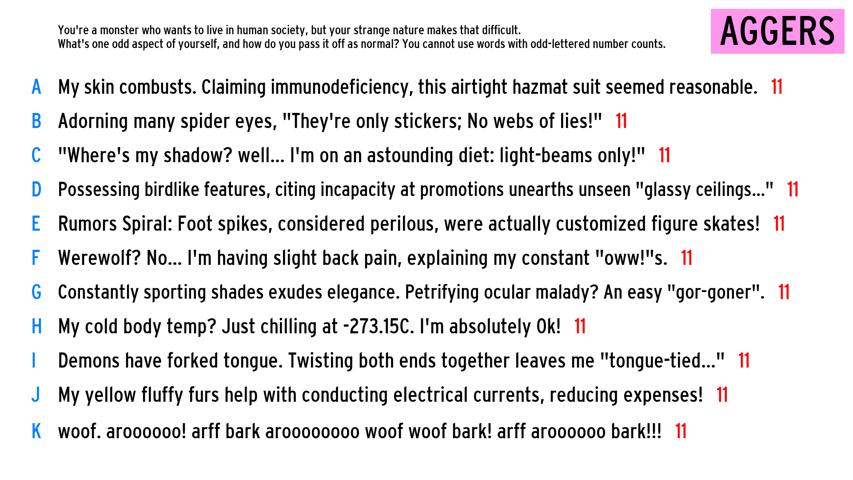 You're a monster who wants to live in human society, but your strange nature makes that difficult.
What's one odd aspect of yourself, and how do you pass it off as normal? You cannot use words with odd-lettered number counts.
AGGERS
A My skin combusts. Claiming immunodeficiency, this airtight hazmat suit seemed reasonable. 11
B Adorning many spider eyes, "They're only stickers; No webs of lies!" 11
C "Where's my shadow? well... I'm on an astounding diet: light-beams only!" 11
D Possessing birdlike features, citing incapacity at promotions unearths unseen "glassy ceilings..." 11
E Rumors Spiral: Foot spikes, considered perilous, were actually customized figure skates! 11
F Werewolf? No... I'm having slight back pain, explaining my constant "oww!"s. 11
G Constantly sporting shades exudes elegance. Petrifying ocular malady? An easy "gor-goner". 11
H My cold body temp? Just chilling at -273.15C. I'm absolutely Ok! 11
I Demons have forked tongue. Twisting both ends together leaves me "tongue-tied..." 11
J My yellow fluffy furs help with conducting electrical currents, reducing expenses! 11
K woof. aroooooo! arff bark aroooooooo woof woof bark! arff aroooooo bark!!! 11